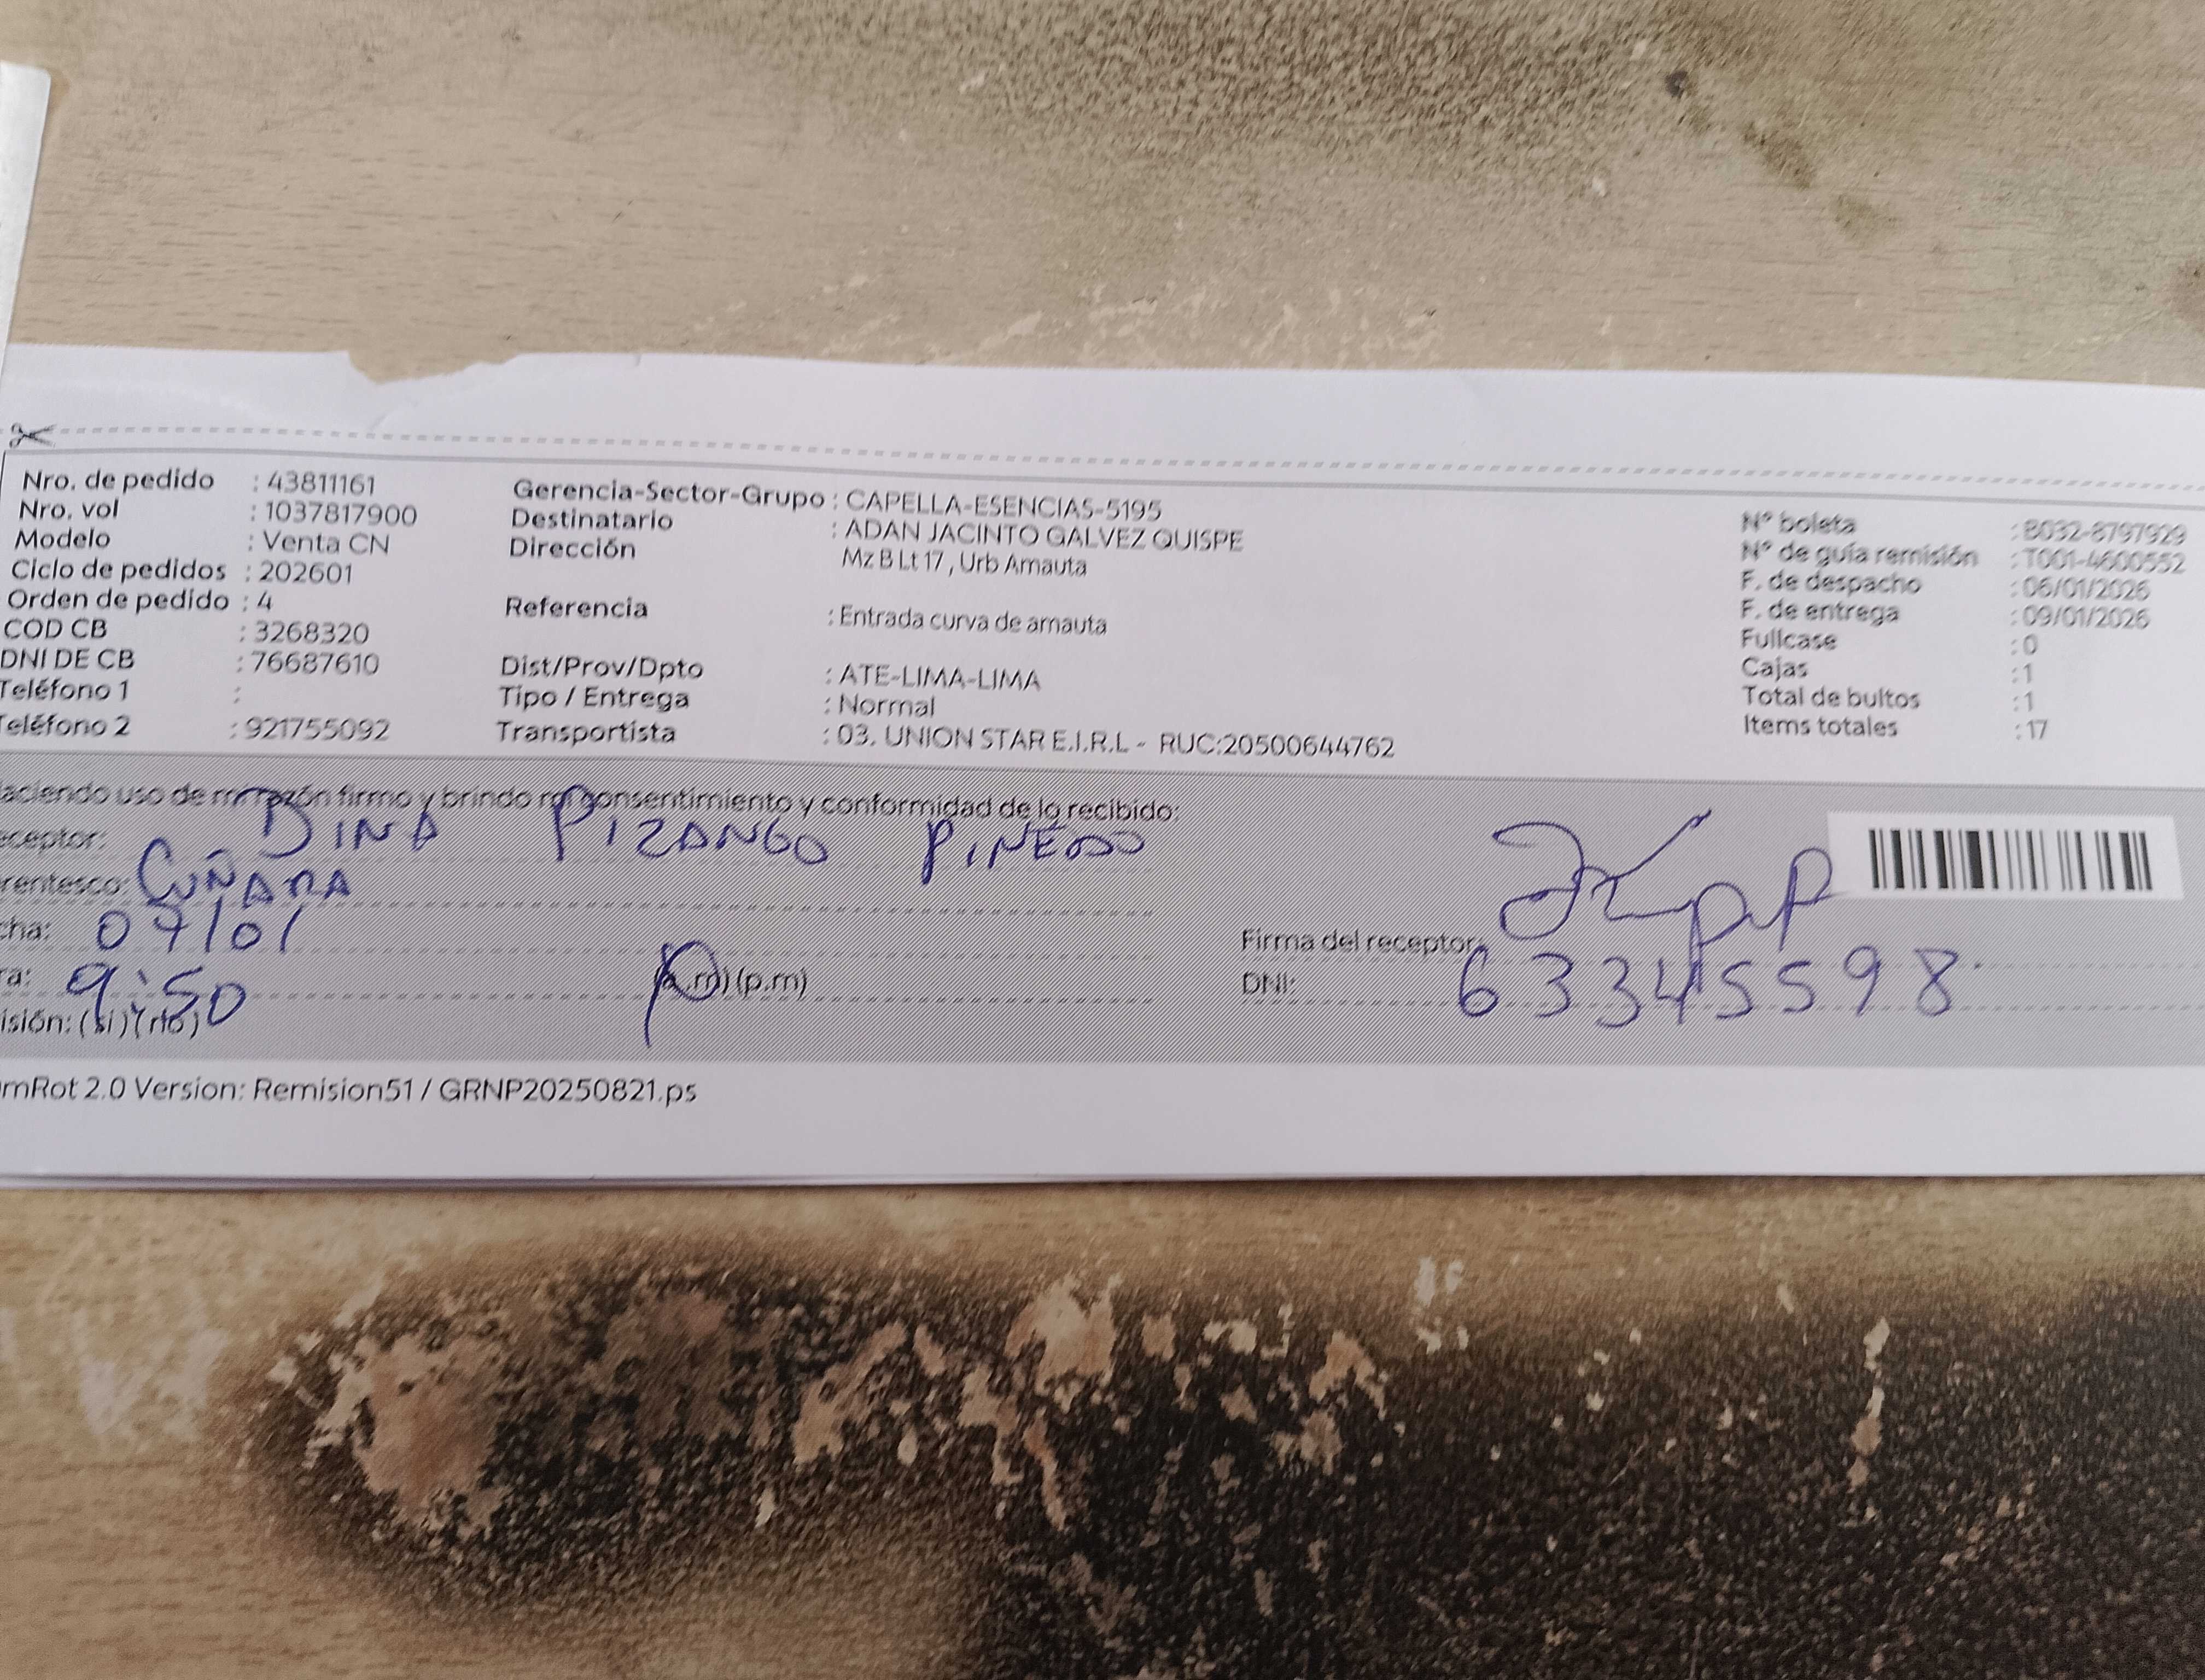 Nro. de pedido : 43811161
Nro. vol : 1037817900
Modelo : Venta CN
Ciclo de pedidos : 202601
Orden de pedido : 4
COD CB : 3268320
DNI DE CB : 76687610
Teléfono 1 :
Teléfono 2 : 921755092
Gerencia-Sector-Grupo : CAPELLA-ESENCIAS-5195
Destinatario : ADAN JACINTO GALVEZ QUISPE
Dirección Mz B Lt 17 , Urb Amauta
Referencia : Entrada curva de amauta
Dist/Prov/Dpto : ATE-LIMA-LIMA
Tipo / Entrega : Normal
Transportista : 03. UNION STAR E.I.R.L - RUC:20500644762
N° boleta : B032-8797929
N° de guía remisión : T001-4600552
F. de despacho : 06/01/2026
F. de entrega : 09/01/2026
Fullcase : 0
Cajas : 1
Total de bultos : 1
Items totales : 17
aciendo uso de mi razón firmo y brindo mi consentimiento y conformidad de lo recibido:
eceptor: DINA PIZANGO PINEDO
rentesco: CUÑADA
cha: 07/01
ra: 9:50 (a.m) (p.m)
isión: (si) (no)
Firma del receptor:
DNI: 63345598
mRot 2.0 Version: Remision51 / GRNP20250821.ps